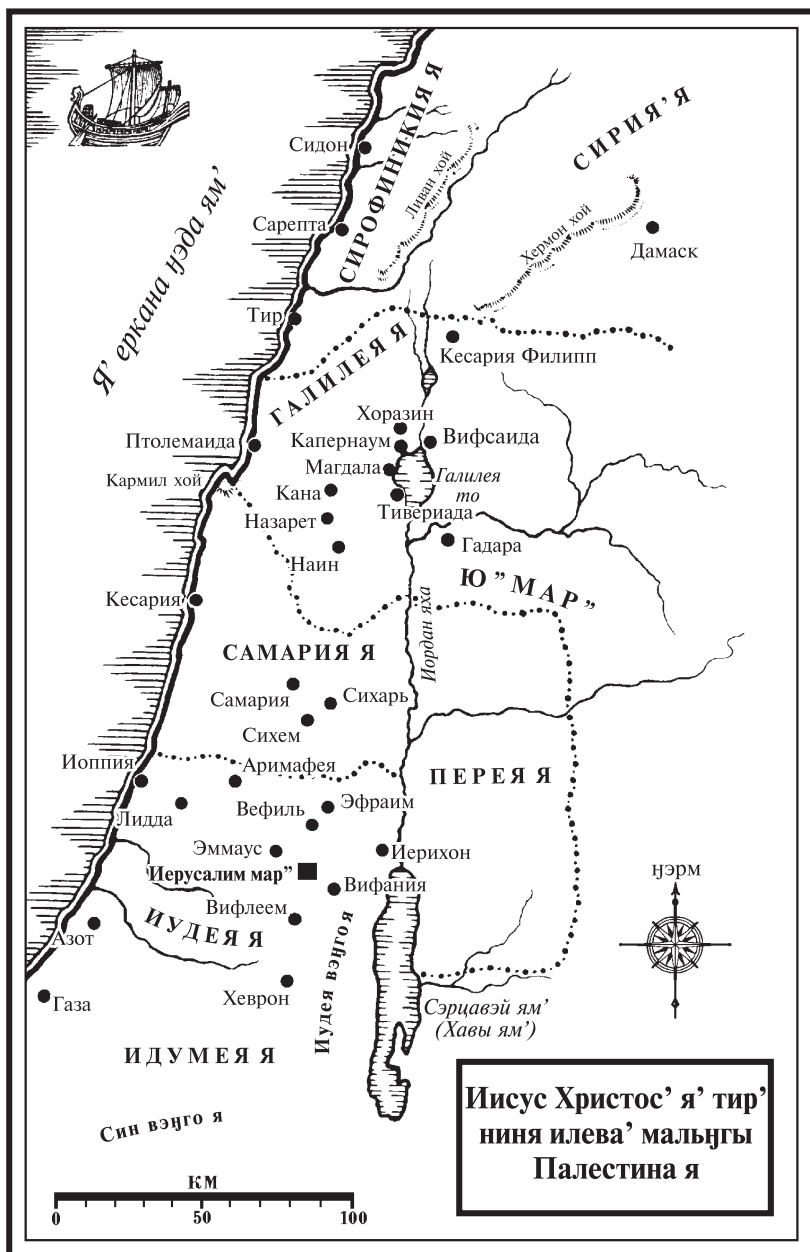 Сидон
СИРОФИНИКИЯ Я
Ливан хой
СИРИЯ’Я
Сарепта
Хермон хой
Дамаск
Я’ еркана ӈэда ям’
Тир
Кесария Филипп
ГАЛИЛЕЯ Я
Хоразин
Птолемаида
Капернаум
Вифсаида
Магдала
Галилея
то
Кармил хой
Кана
Тивериада
Назарет
Гадара
Наин
Ю” МАР”
Кесария
Иордан яха
САМАРИЯ Я
Самария
Сихарь
Сихем
Иоппия
Аримафея
ПЕРЕЯ Я
Лидда
Вефиль
Эфраим
Эммаус
Иерихон
Иерусалим мар”
Вифания
ӈэрм
Вифлеем
ИУДЕЯ Я
Иудея вэӈгоя
Азот
Газа
Хеврон
Сэрцавэй ям’
(Хавы ям’)
ИДУМЕЯ Я
Син вэӈго я
Иисус Христос’ я’ тир’
ниня илева’ мальӈгы
Палестина я
КМ
0 50 100